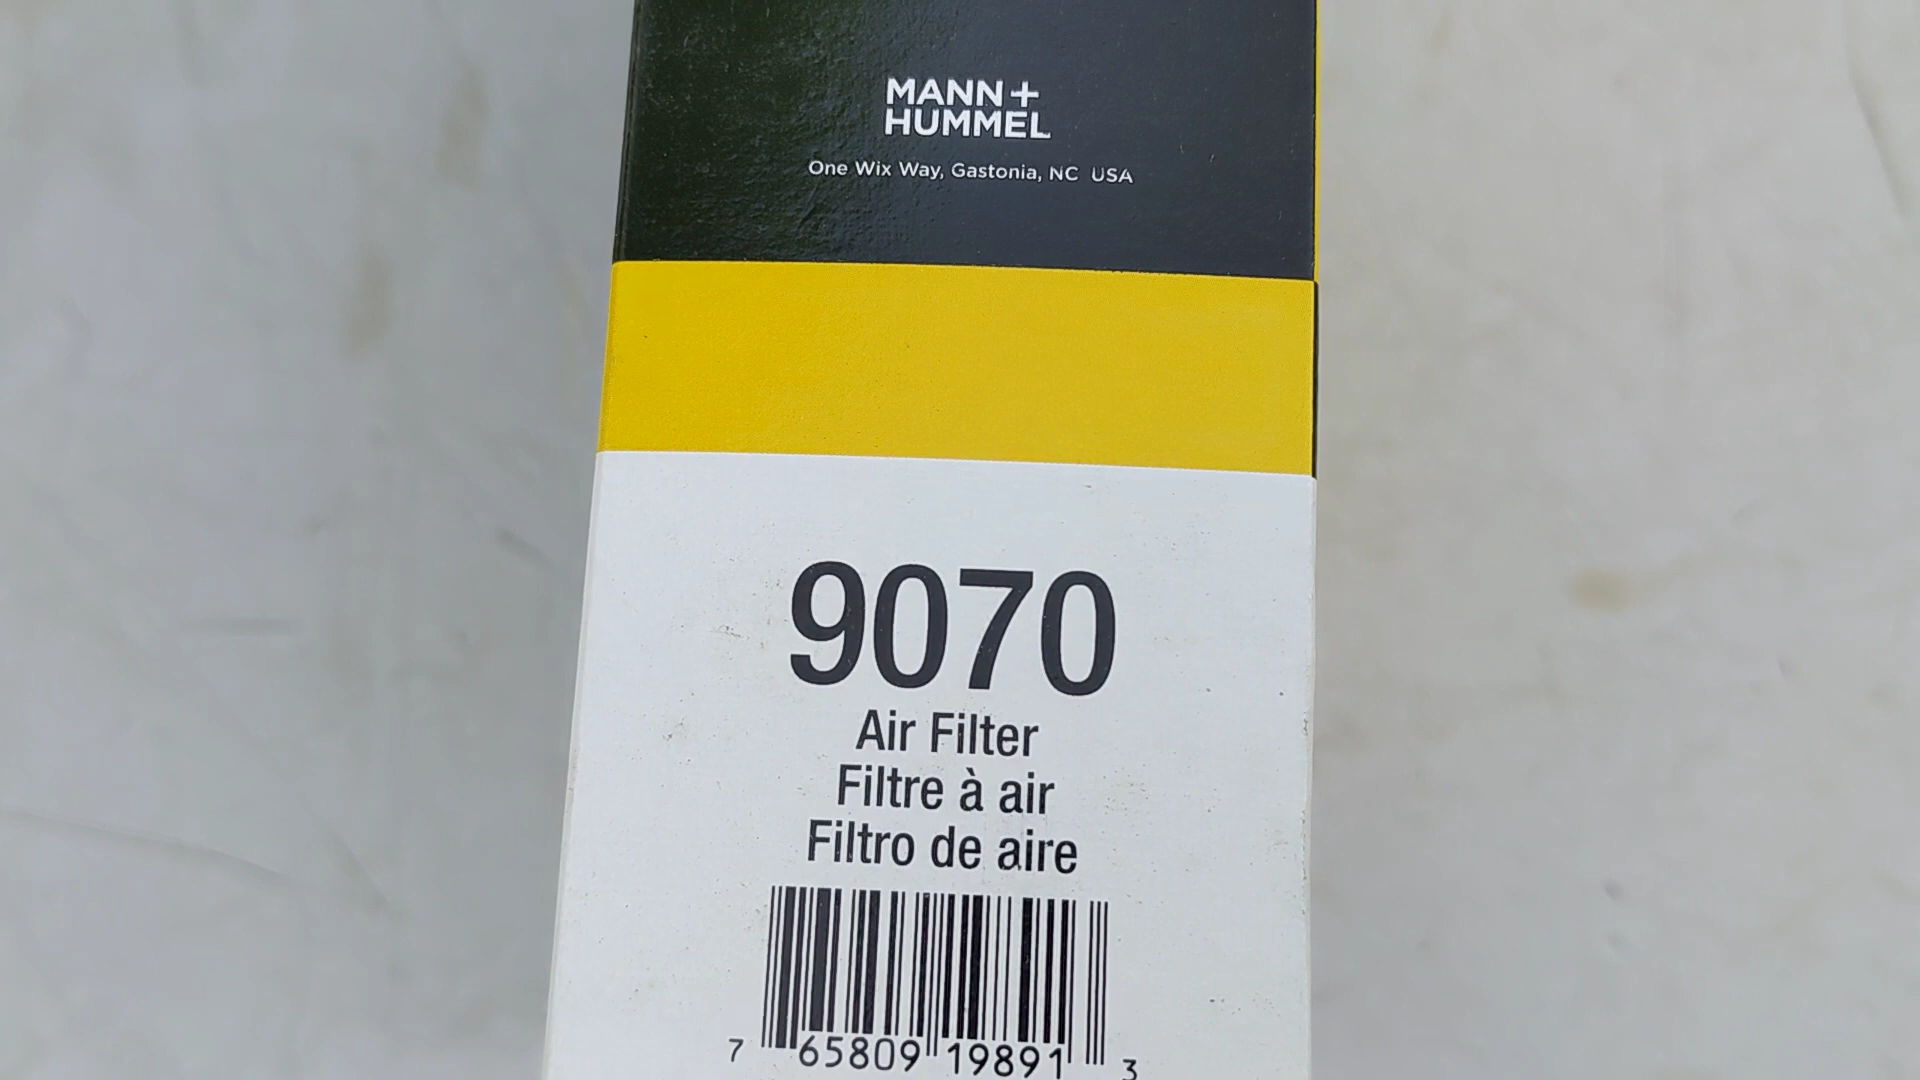 MANN+
HUMMEL
One Wix Way, Gastonia, NC USA
9070
Air Filter
Filtre à air
Filtro de aire
7 65809 19891 3